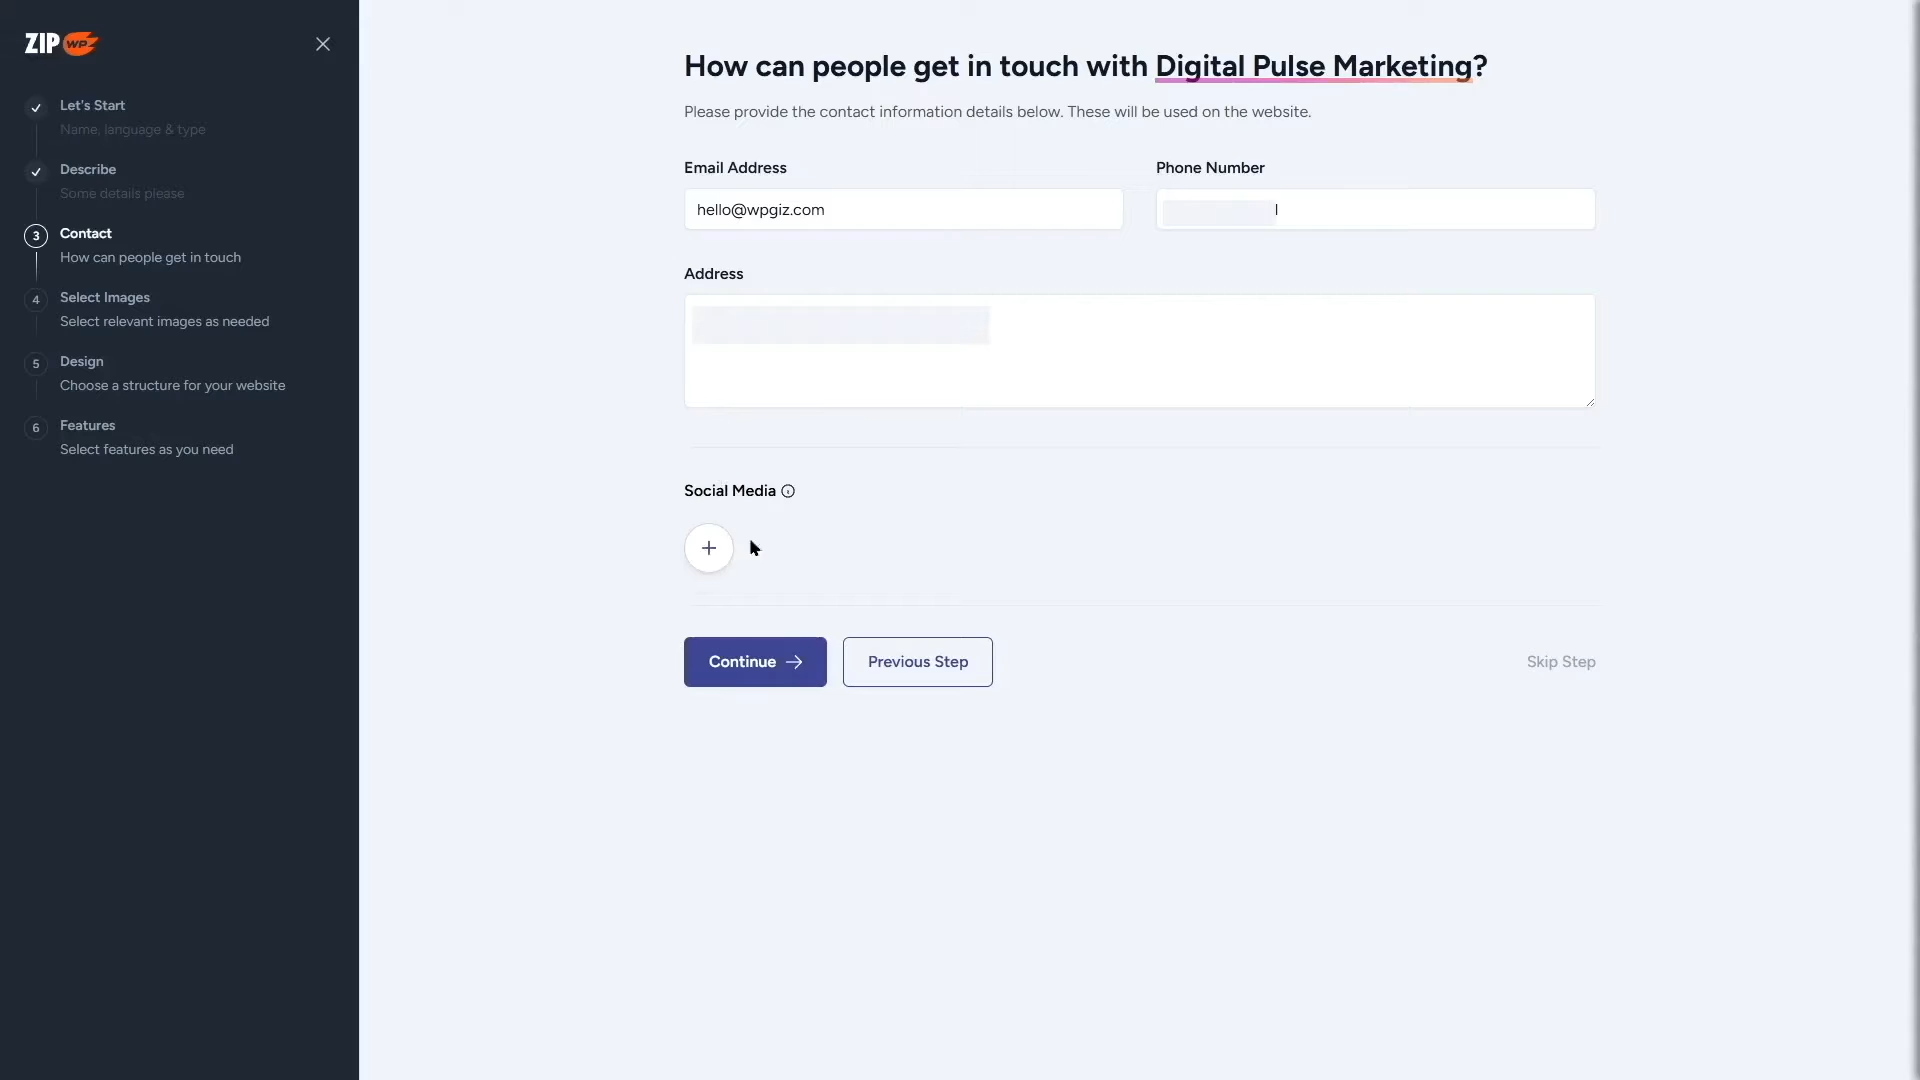 ZIP WP
Let's Start
Name, language & type
Describe
Some details please
3
Contact
How can people get in touch
4
Select Images
Select relevant images as needed
5
Design
Choose a structure for your website
6
Features
Select features as you need
How can people get in touch with Digital Pulse Marketing?
Please provide the contact information details below. These will be used on the website.
Email Address
Phone Number
hello@wpgiz.com
Address
Social Media
Continue
Previous Step
Skip Step